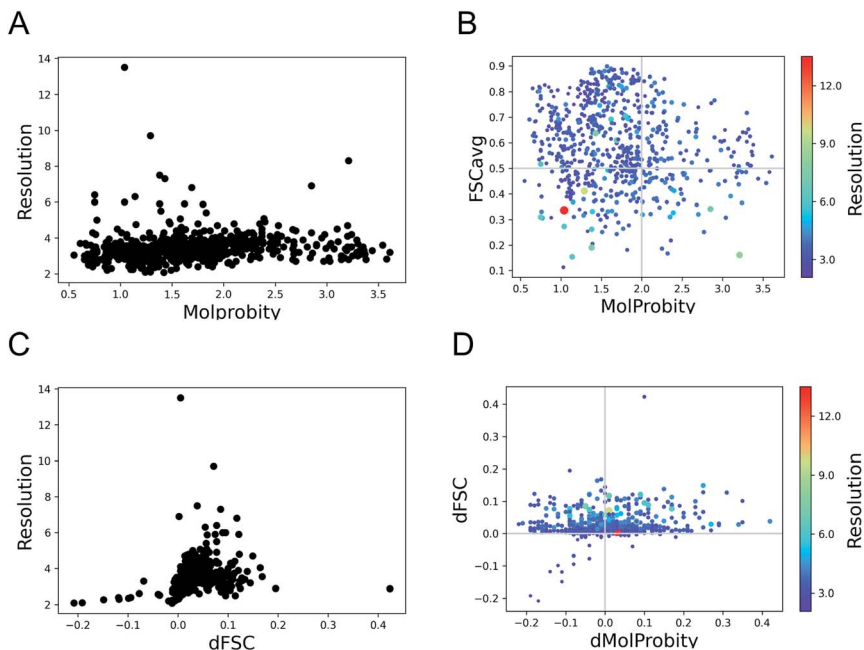 A
Resolution
14
12
10
8
6
4
2
0.5 1.0 1.5 2.0 2.5 3.0 3.5
Molprobity
B
FSCavg
0.9
0.8
0.7
0.6
0.5
0.4
0.3
0.2
0.1
0.5 1.0 1.5 2.0 2.5 3.0 3.5
MolProbity
12.0
9.0
6.0
3.0
Resolution
C
Resolution
14
12
10
8
6
4
2
−0.2 −0.1 0.0 0.1 0.2 0.3 0.4
dFSC
D
dFSC
0.4
0.3
0.2
0.1
0.0
−0.1
−0.2
−0.2 −0.1 0.0 0.1 0.2 0.3 0.4
dMolProbity
12.0
9.0
6.0
3.0
Resolution